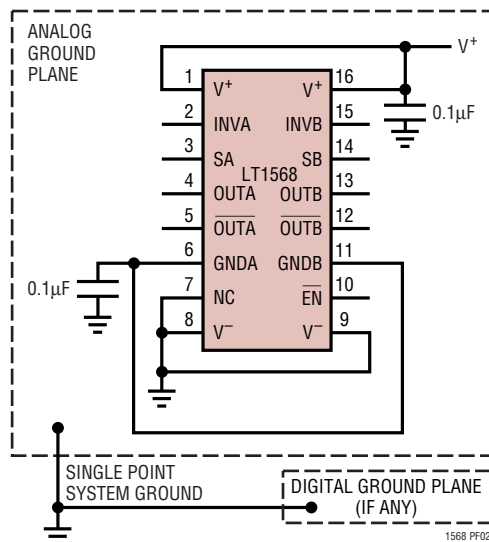 ANALOG
GROUND
PLANE
V+
1 V+ V+ 16
0.1µF
2 INVA INVB 15
3 SA SB 14
LT1568
4 OUTA OUTB 13
5 OUTA OUTB 12
6 GNDA GNDB 11
0.1µF
7 NC EN 10
8 V– V– 9
SINGLE POINT
SYSTEM GROUND
DIGITAL GROUND PLANE
(IF ANY)
1568 PF02